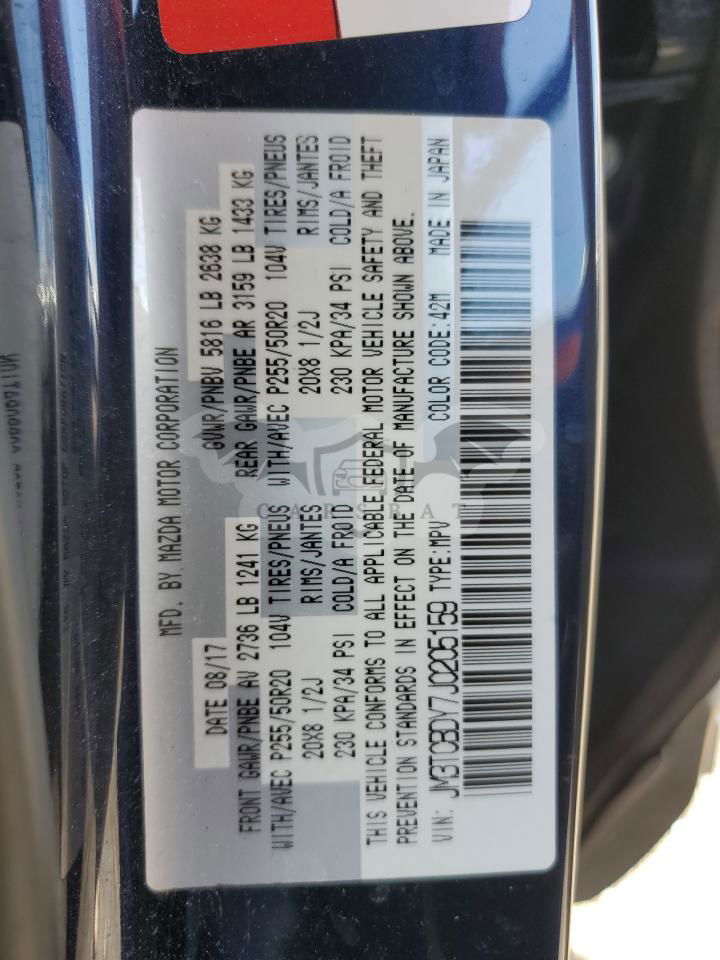 MFD. BY MAZDA MOTOR CORPORATION
DATE 08/17 GVWR/PNBV 5816 LB 2638 KG
FRONT GAWR/PNBE AV 2736 LB 1241 KG REAR GAWR/PNBE AR 3159 LB 1433 KG
WITH/AVEC P255/50R20 104V TIRES/PNEUS WITH/AVEC P255/50R20 104V TIRES/PNEUS
20X8 1/2J RIMS/JANTES 20X8 1/2J RIMS/JANTES
230 KPA/34 PSI COLD/A FROID 230 KPA/34 PSI COLD/A FROID
THIS VEHICLE CONFORMS TO ALL APPLICABLE FEDERAL MOTOR VEHICLE SAFETY AND THEFT
PREVENTION STANDARDS IN EFFECT ON THE DATE OF MANUFACTURE SHOWN ABOVE.
VIN: JM3TCBDY7J0205159 TYPE:MPV COLOR CODE:42M MADE IN JAPAN
CARSBAT